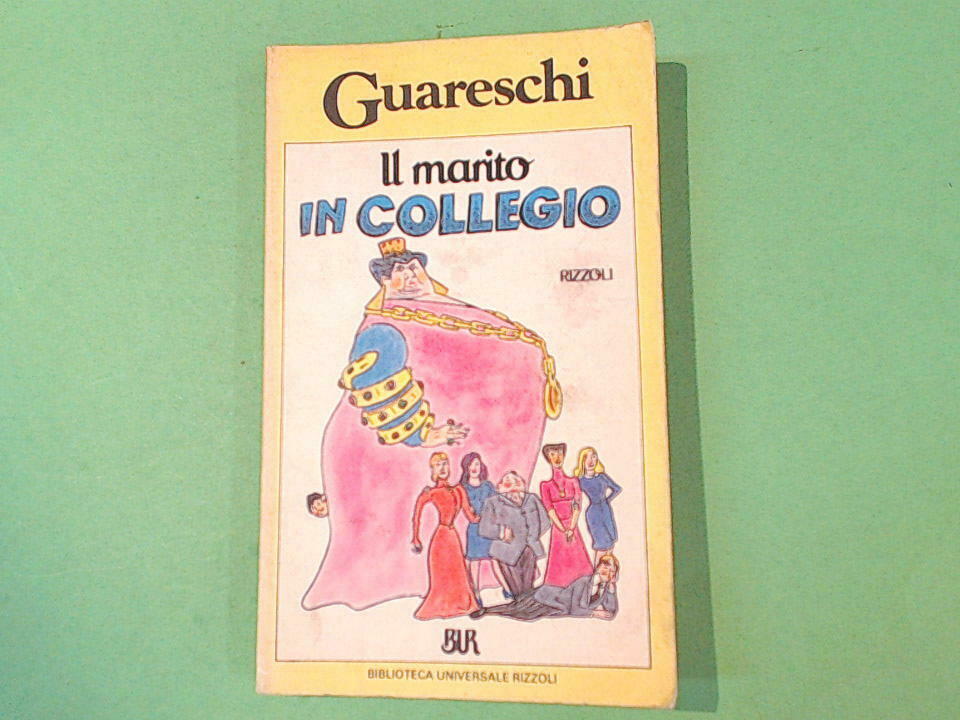 Guareschi
Il marito
IN COLLEGIO
RIZZOLI
BUR
BIBLIOTECA UNIVERSALE RIZZOLI